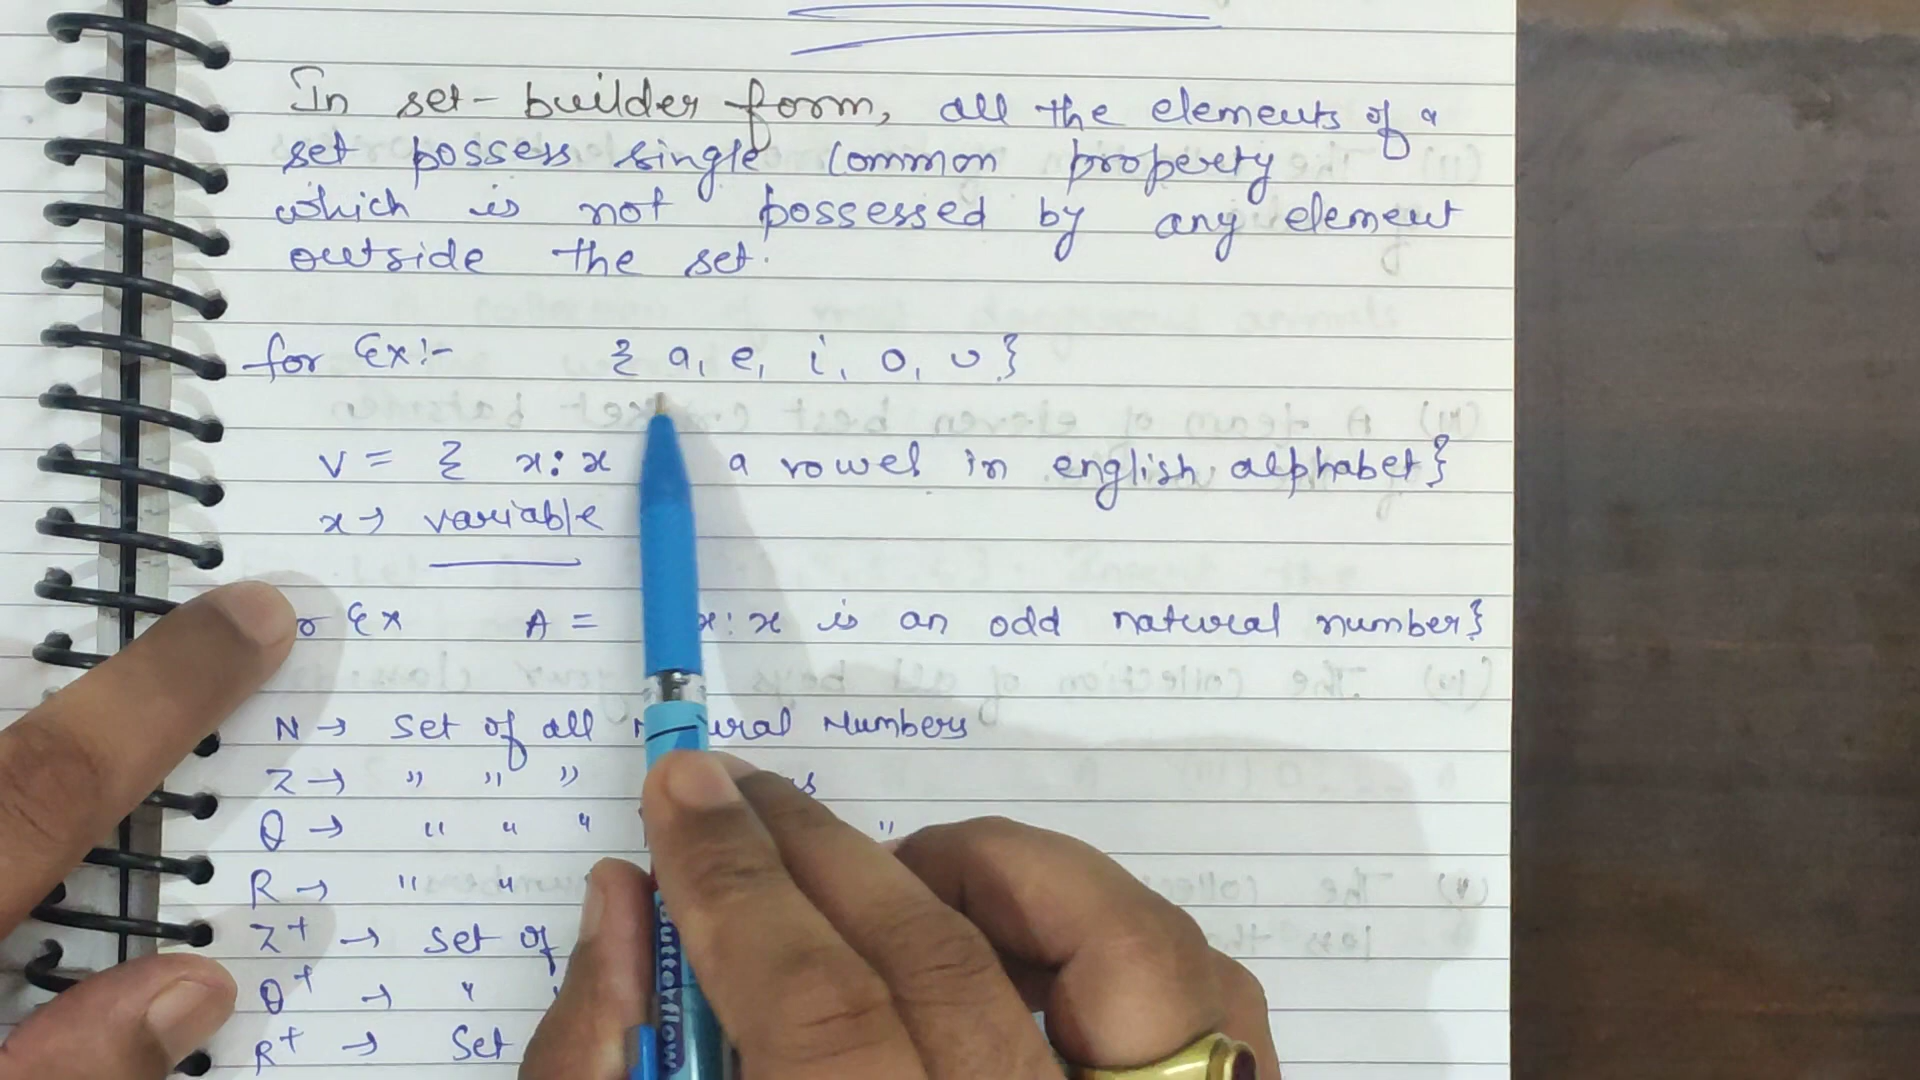 In set-builder form, all the elements of a
set possess single common property
which is not possessed by any element
outside the set.
for Ex:- { a, e, i, o, u }
V = { x: x a vowel in english alphabet}
x → variable
Ex A = x: x is an odd natural number}
N → set of all Numbers
Z → " " "
Q → " " " "
R → " "
Z+ → set of
Q+ → "
R+ → Set
Butterflow